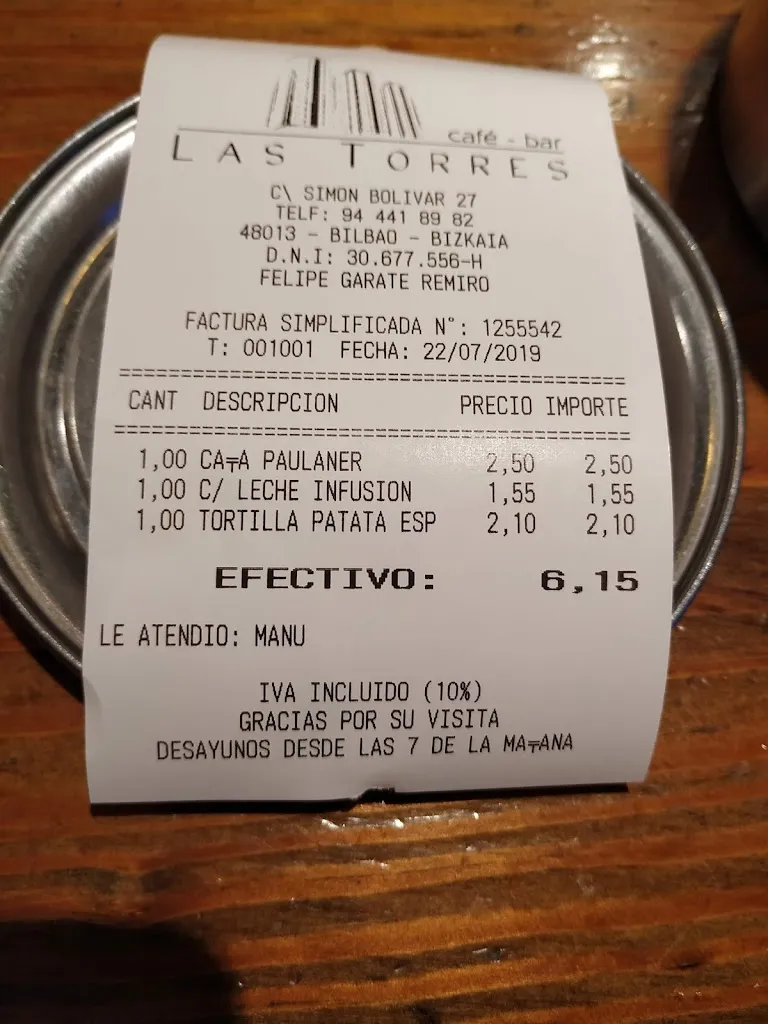 café - bar
LAS TORRES
C\ SIMON BOLIVAR 27
TELF: 94 441 89 82
48013 - BILBAO - BIZKAIA
D.N.I: 30.677.556-H
FELIPE GARATE REMIRO
FACTURA SIMPLIFICADA N°: 1255542
T: 001001 FECHA: 22/07/2019
========================================
CANT DESCRIPCION PRECIO IMPORTE
========================================
1,00 CA╤A PAULANER 2,50 2,50
1,00 C/ LECHE INFUSION 1,55 1,55
1,00 TORTILLA PATATA ESP 2,10 2,10
EFECTIVO: 6,15
LE ATENDIO: MANU
IVA INCLUIDO (10%)
GRACIAS POR SU VISITA
DESAYUNOS DESDE LAS 7 DE LA MA╤ANA